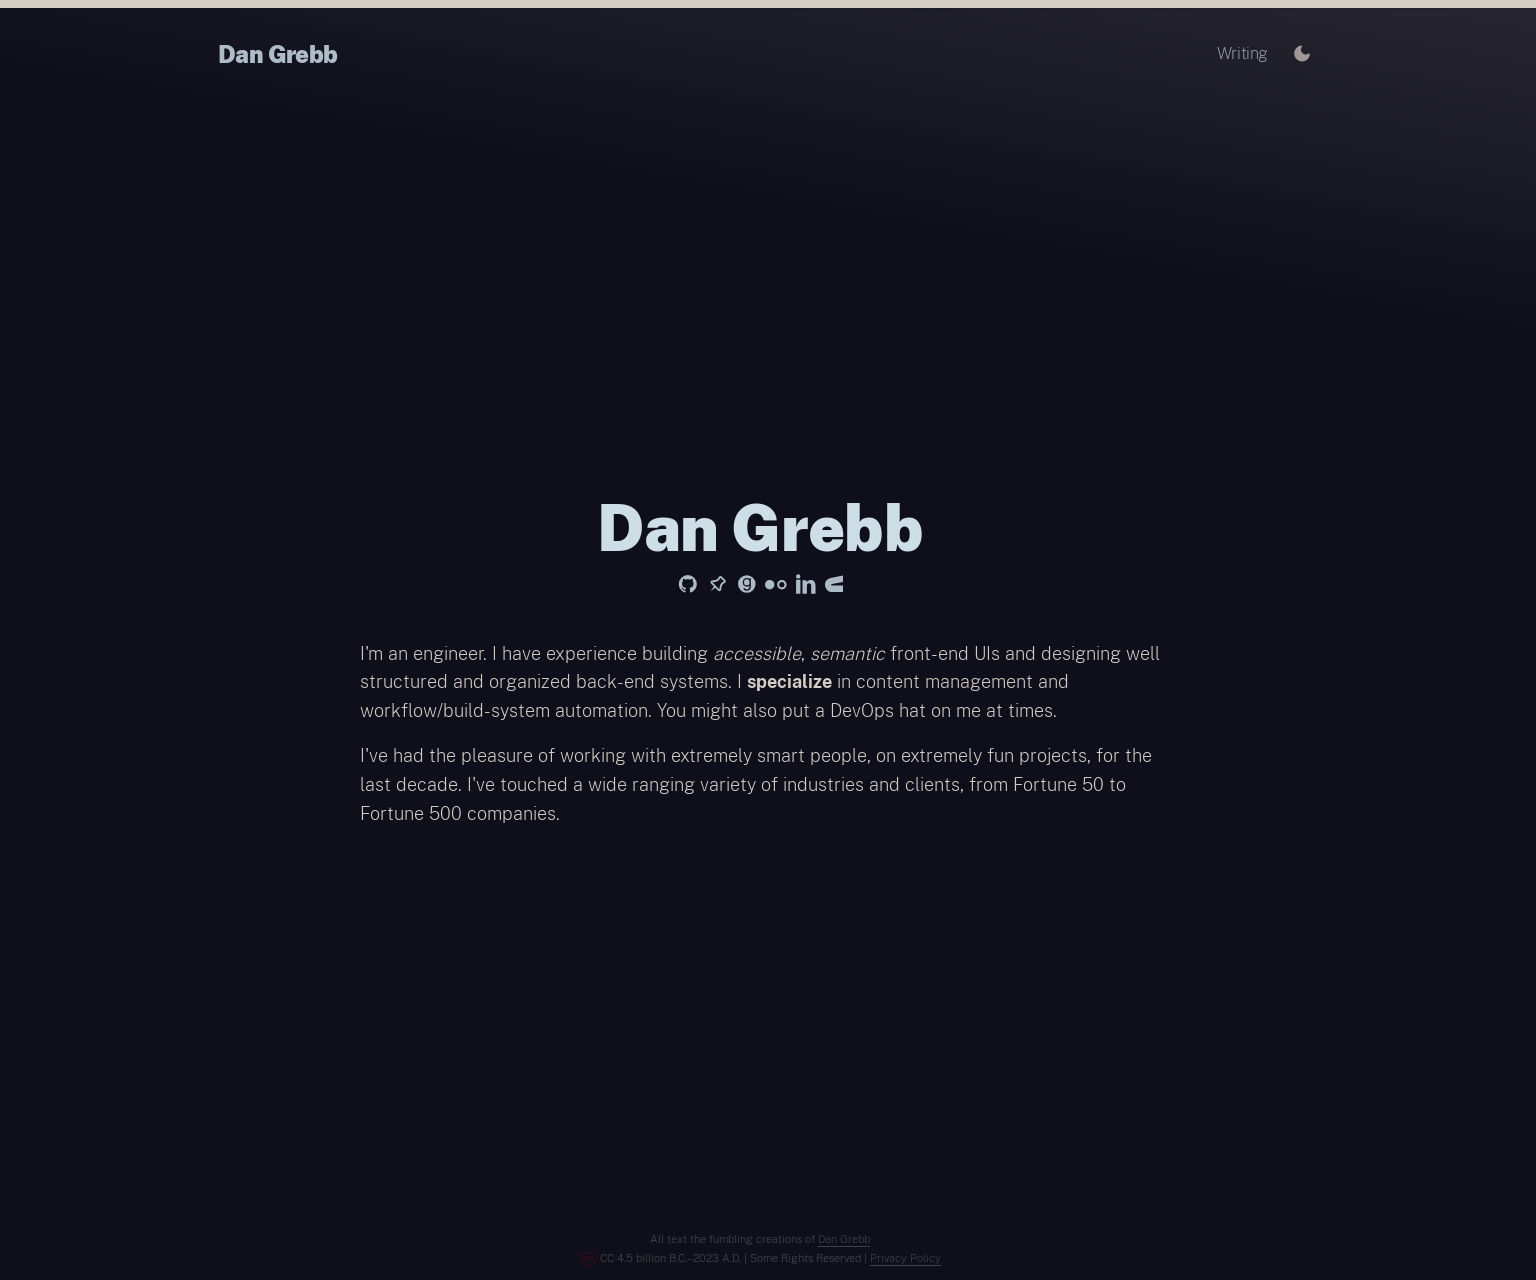 Dan Grebb
Writing
Dan Grebb
I'm an engineer. I have experience building accessible, semantic front-end UIs and designing well
structured and organized back-end systems. I specialize in content management and
workflow/build-system automation. You might also put a DevOps hat on me at times.
I've had the pleasure of working with extremely smart people, on extremely fun projects, for the
last decade. I've touched a wide ranging variety of industries and clients, from Fortune 50 to
Fortune 500 companies.
All text the fumbling creations of Dan Grebb
CC 4.5 billion B.C.–2023 A.D. | Some Rights Reserved | Privacy Policy